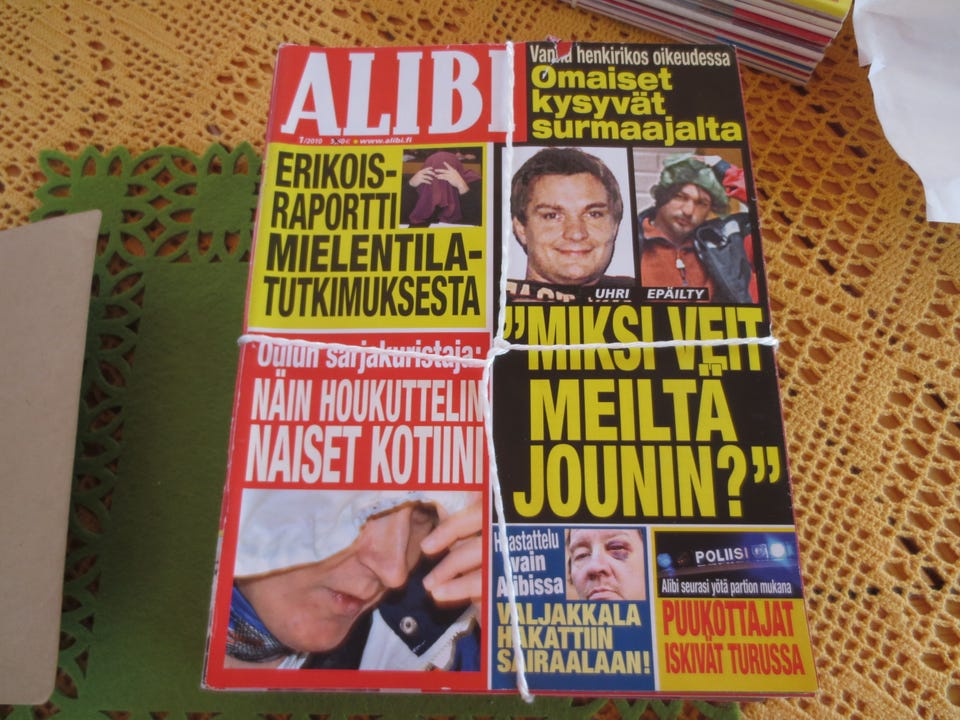 ALIBI
1/2010 3,50€ ★ www.alibi.fi
Vanha henkirikos oikeudessa
Omaiset
kysyvät
surmaajalta
ERIKOIS-
RAPORTTI
MIELENTILA-
TUTKIMUKSESTA
UHRI
EPÄILTY
"MIKSI VEIT
MEILTÄ
JOUNIN?"
Oulun sarjakuristaja:
NÄIN HOUKUTTELIN
NAISET KOTIINI
Haastattelu
vain
Alibissa
VALJAKKALA
HAKATTIIN
SAIRAALAAN!
POLIISI
Alibi seurasi yötä partion mukana
PUUKOTTAJAT
ISKIVÄT TURUSSA